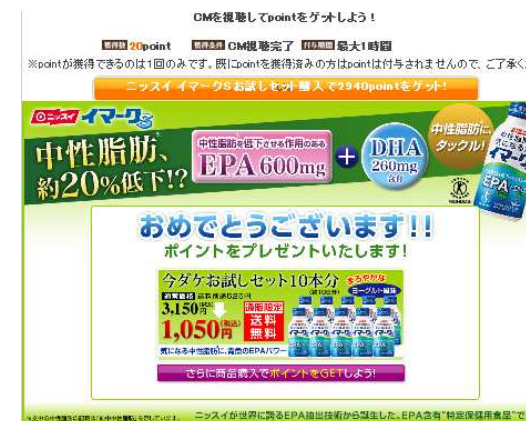 CMを視聴してpointをゲットしよう！
獲得数 20point 獲得条件 CM視聴完了 付与期間 最大1時間
※pointが獲得できるのは1回のみです。既にpointを獲得済みの方はpointは付与されませんので、ご了承く
ニッスイ イマークS お試しセット購入で2940pointをゲット!
ニッスイ イマークS
中性脂肪、
約20%低下!?
中性脂肪を低下させる作用のある
EPA 600mg
+
DHA
260mg
含有
中性脂肪に、
タックル!
おめでとうございます!!
ポイントをプレゼントいたします!
今ダケお試しセット10本分
まろやかな
ヨーグルト風味
通常価格 送料別途525円
3,150円(税込)
1,050円(税込)
通販限定
送料
無料
気になる中性脂肪に、青魚のEPAパワー
さらに商品購入でポイントをGETしよう!
ニッスイが世界に誇るEPA抽出技術から誕生した、EPA含有"特定保健用食品"で